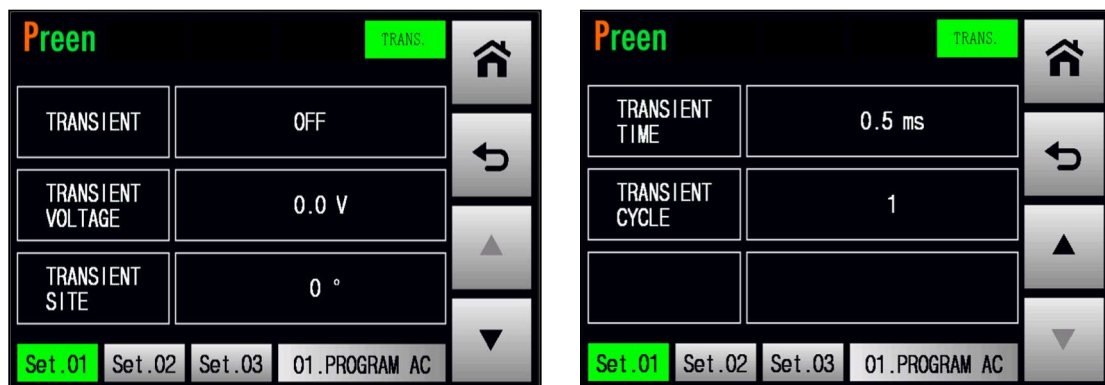 Preen TRANS.
TRANSIENT OFF
TRANSIENT
VOLTAGE 0.0 V
TRANSIENT
SITE 0 °
Set.01 Set.02 Set.03 01.PROGRAM AC
Preen TRANS.
TRANSIENT
TIME 0.5 ms
TRANSIENT
CYCLE 1
Set.01 Set.02 Set.03 01.PROGRAM AC